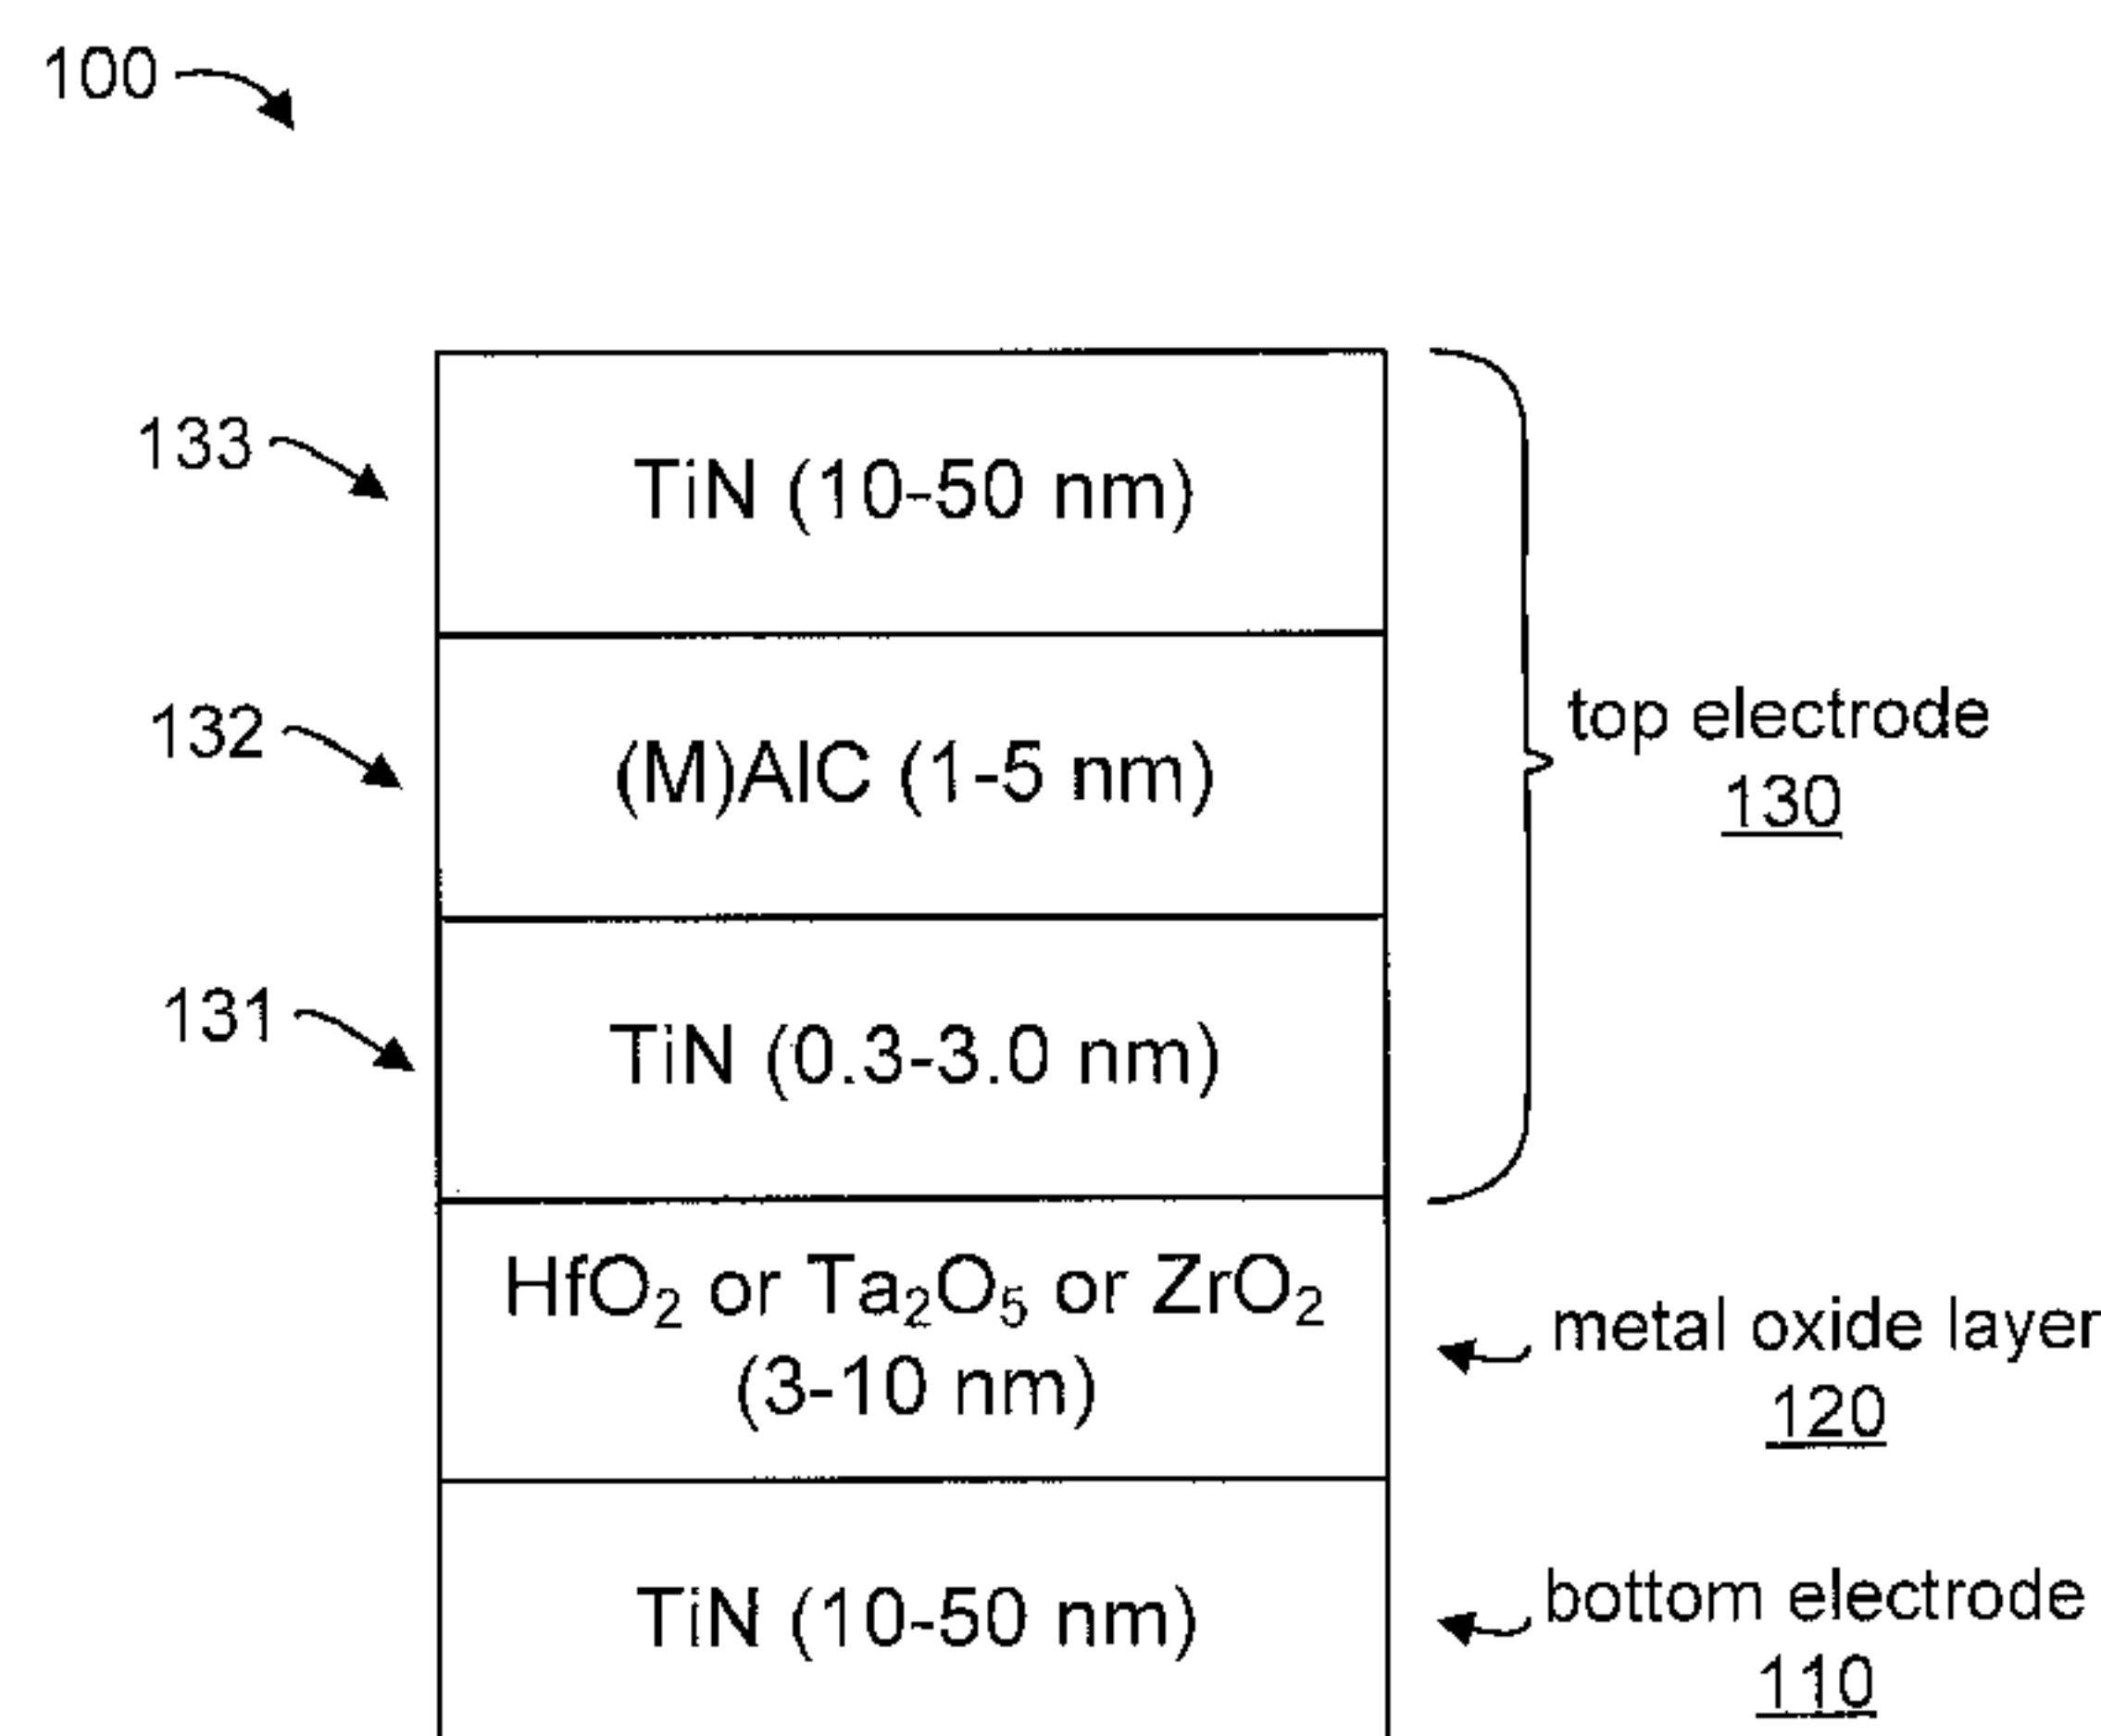 100
133
TiN (10-50 nm)
132
(M)AlC (1-5 nm)
top electrode
130
131
TiN (0.3-3.0 nm)
HfO₂ or Ta₂O₅ or ZrO₂
(3-10 nm)
metal oxide layer
120
TiN (10-50 nm)
bottom electrode
110